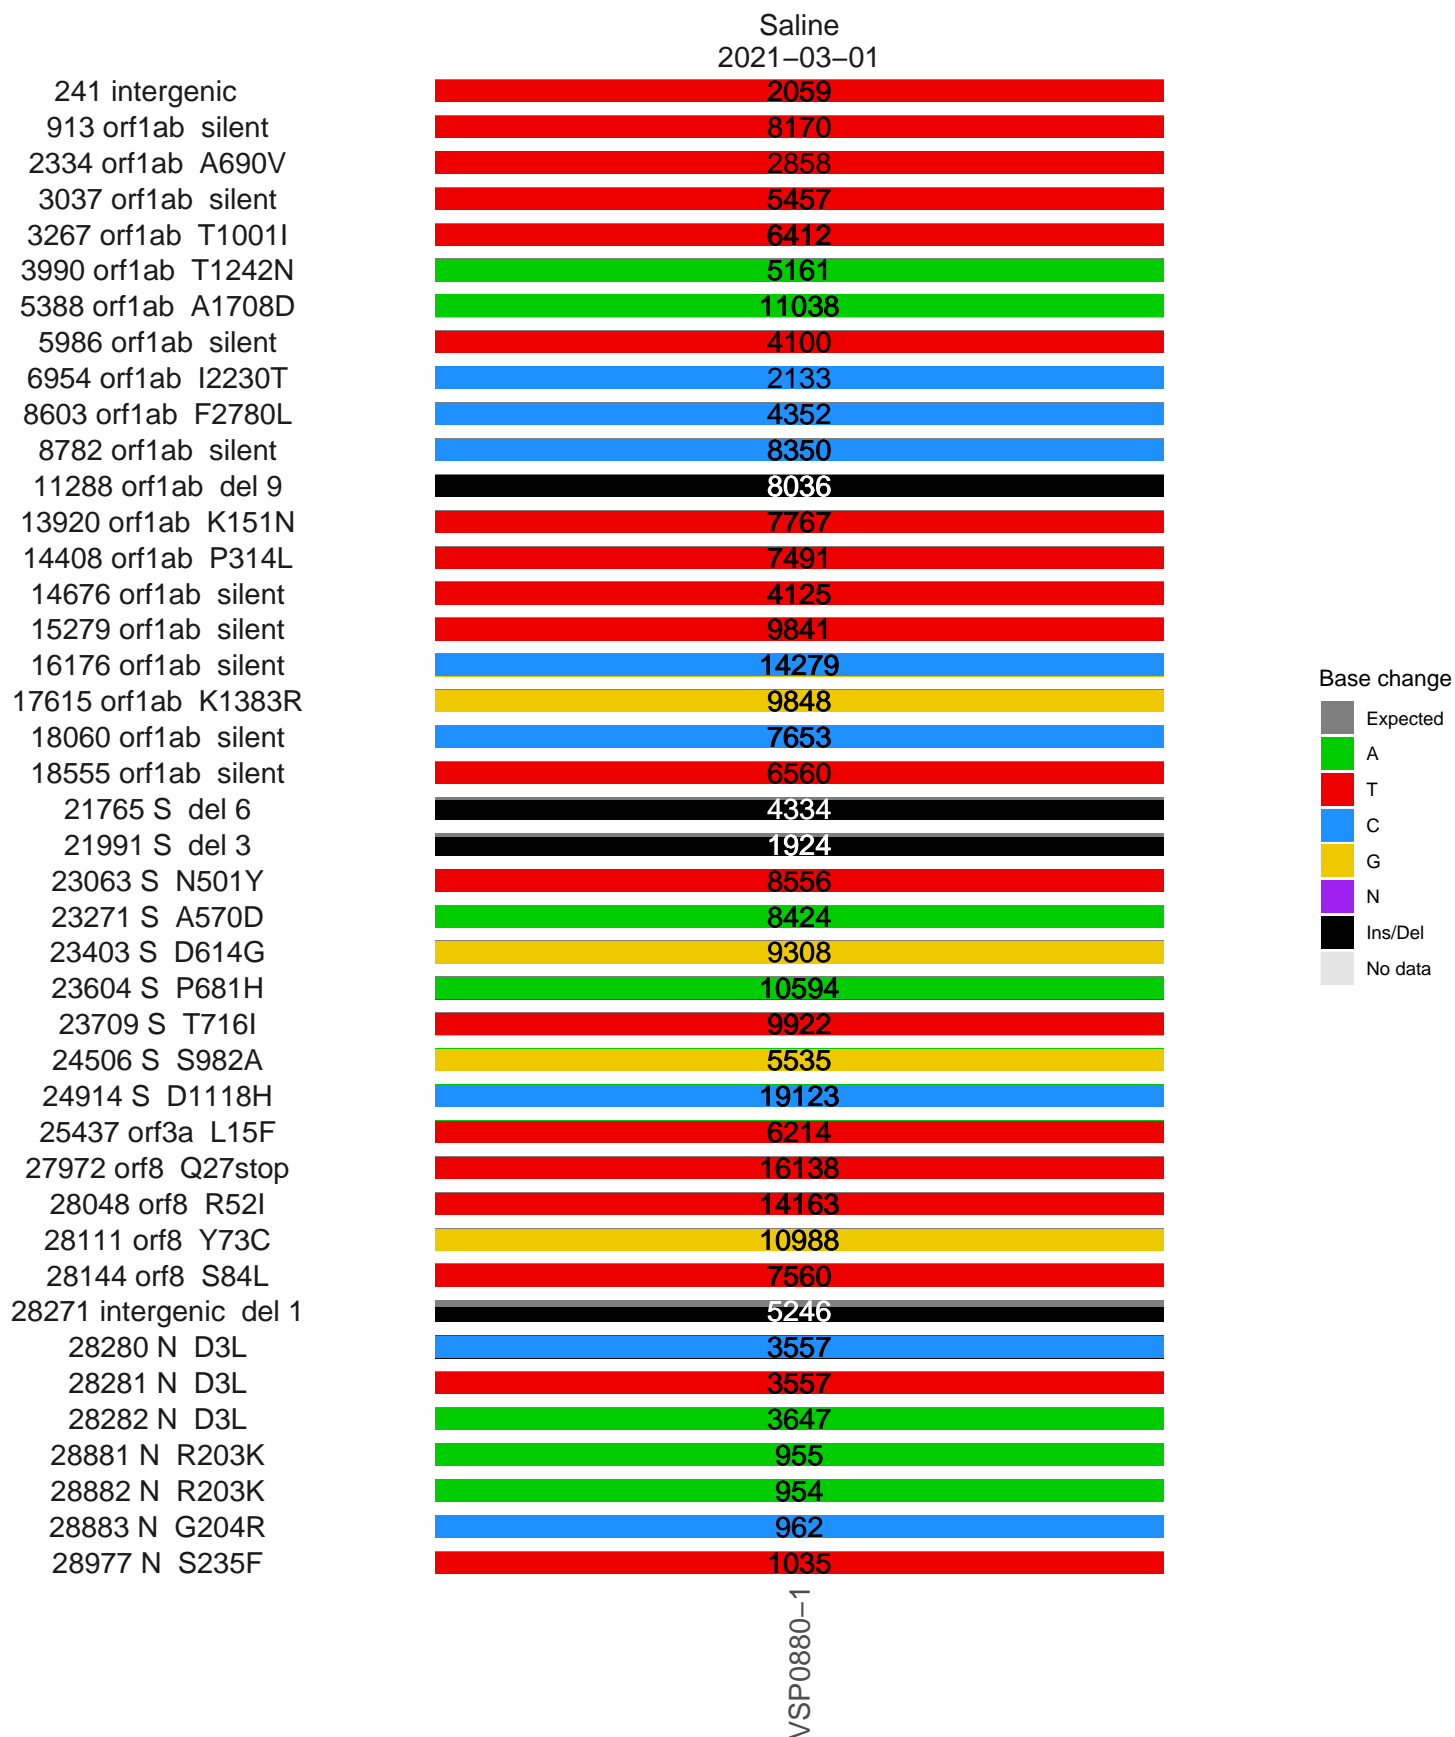 Saline
2021−03−01
241 intergenic 2059
913 orf1ab silent 8170
2334 orf1ab A690V 2858
3037 orf1ab silent 5457
3267 orf1ab T1001I 6412
3990 orf1ab T1242N 5161
5388 orf1ab A1708D 11038
5986 orf1ab silent 4100
6954 orf1ab I2230T 2133
8603 orf1ab F2780L 4352
8782 orf1ab silent 8350
11288 orf1ab del 9 8036
13920 orf1ab K151N 7767
14408 orf1ab P314L 7491
14676 orf1ab silent 4125
15279 orf1ab silent 9841
16176 orf1ab silent 14279
17615 orf1ab K1383R 9848
18060 orf1ab silent 7653
18555 orf1ab silent 6560
21765 S del 6 4334
21991 S del 3 1924
23063 S N501Y 8556
23271 S A570D 8424
23403 S D614G 9308
23604 S P681H 10594
23709 S T716I 9922
24506 S S982A 5535
24914 S D1118H 19123
25437 orf3a L15F 6214
27972 orf8 Q27stop 16138
28048 orf8 R52I 14163
28111 orf8 Y73C 10988
28144 orf8 S84L 7560
28271 intergenic del 1 5246
28280 N D3L 3557
28281 N D3L 3557
28282 N D3L 3647
28881 N R203K 955
28882 N R203K 954
28883 N G204R 962
28977 N S235F 1035
VSP0880−1
Base change
Expected
A
T
C
G
N
Ins/Del
No data